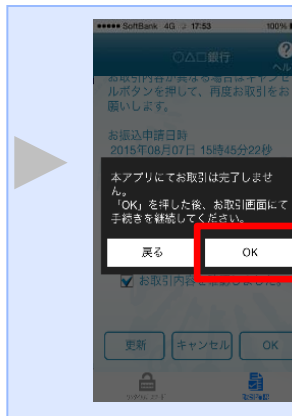 SoftBank 4G 17:53 100%
○△□銀行
ヘル
お取引内容が異なる場合はキャンセ
ルボタンを押して、再度お取引をお
願いします。
お振込申請日時
2015年08月07日 15時45分22秒
本アプリにてお取引は完了しませ
ん。
「OK」を押した後、お取引画面にて
手続きを継続してください。
戻る OK
お取引内容を確認しました。
更新 キャンセル OK